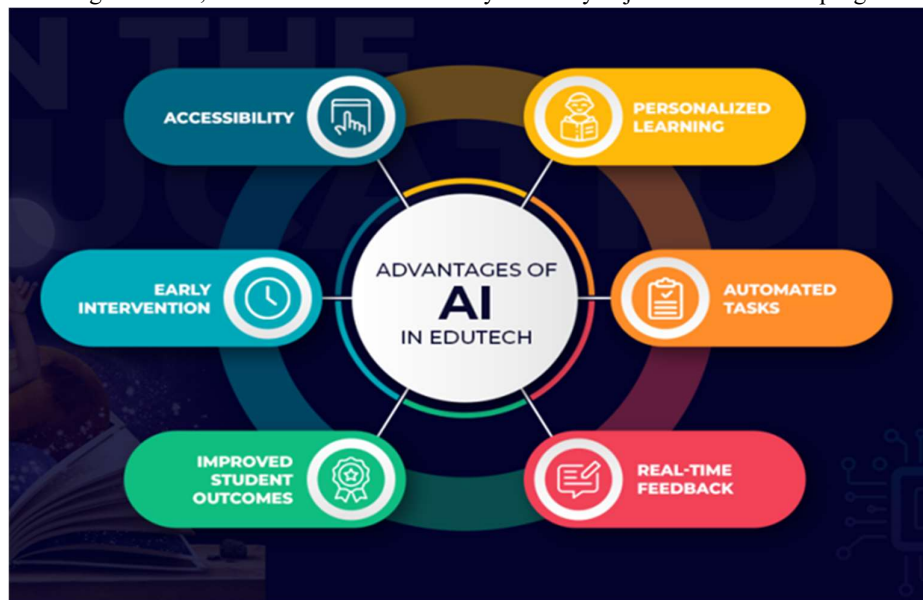 ACCESSIBILITY
PERSONALIZED
LEARNING
EARLY
INTERVENTION
ADVANTAGES OF
AI
IN EDUTECH
AUTOMATED
TASKS
IMPROVED
STUDENT
OUTCOMES
REAL-TIME
FEEDBACK